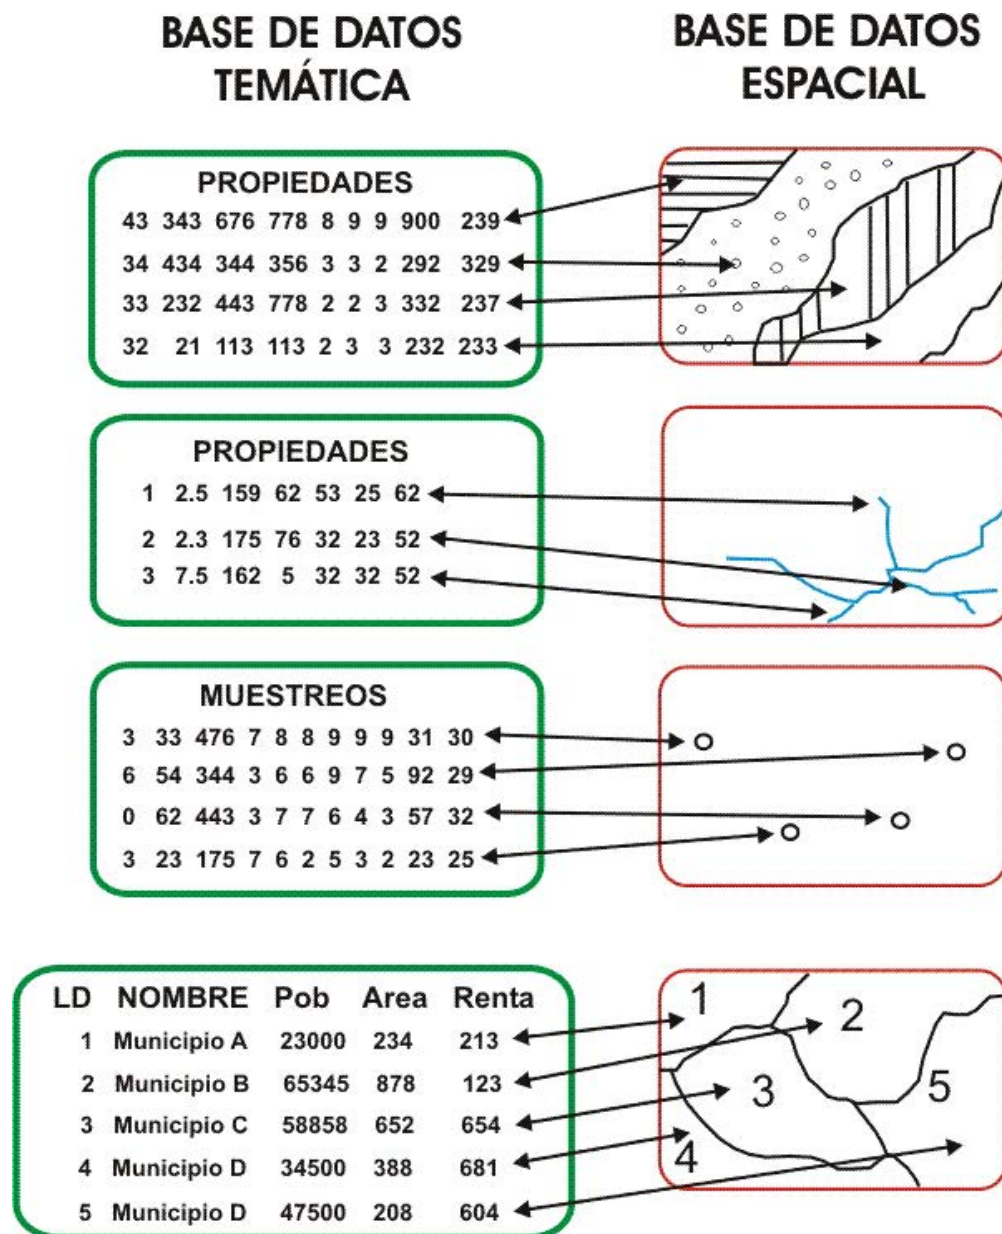 BASE DE DATOS
TEMÁTICA
BASE DE DATOS
ESPACIAL
PROPIEDADES
43 343 676 778 8 9 9 900 239
34 434 344 356 3 3 2 292 329
33 232 443 778 2 2 3 332 237
32 21 113 113 2 3 3 232 233
PROPIEDADES
1 2.5 159 62 53 25 62
2 2.3 175 76 32 23 52
3 7.5 162 5 32 32 52
MUESTREOS
3 33 476 7 8 8 9 9 9 31 30
6 54 344 3 6 6 9 7 5 92 29
0 62 443 3 7 7 6 4 3 57 32
3 23 175 7 6 2 5 3 2 23 25
LD NOMBRE Pob Area Renta
1 Municipio A 23000 234 213
2 Municipio B 65345 878 123
3 Municipio C 58858 652 654
4 Municipio D 34500 388 681
5 Municipio D 47500 208 604
1
2
3
5
4